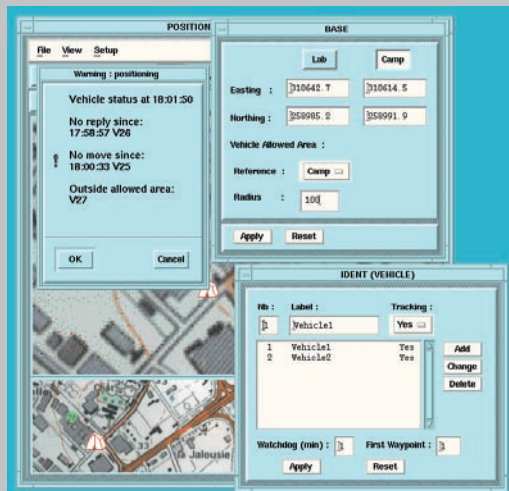 POSITION
File View Setup
Warning : positioning
Vehicle status at 18:01:50
No reply since:
17:58:57 V26
! No move since:
18:00:33 V25
Outside allowed area:
V27
OK Cancel
BASE
Lab Camp
Easting : 310642.7 310614.5
Northing : 258985.2 258991.9
Vehicle Allowed Area :
Reference : Camp
Radius : 100
Apply Reset
IDENT (VEHICLE)
Nb : Label : Tracking :
1 Vehicle1 Yes
1 Vehicle1 Yes
2 Vehicle2 Yes
Add
Change
Delete
Watchdog (min) : 1 First Waypoint : 1
Apply Reset
33
la Jalousie